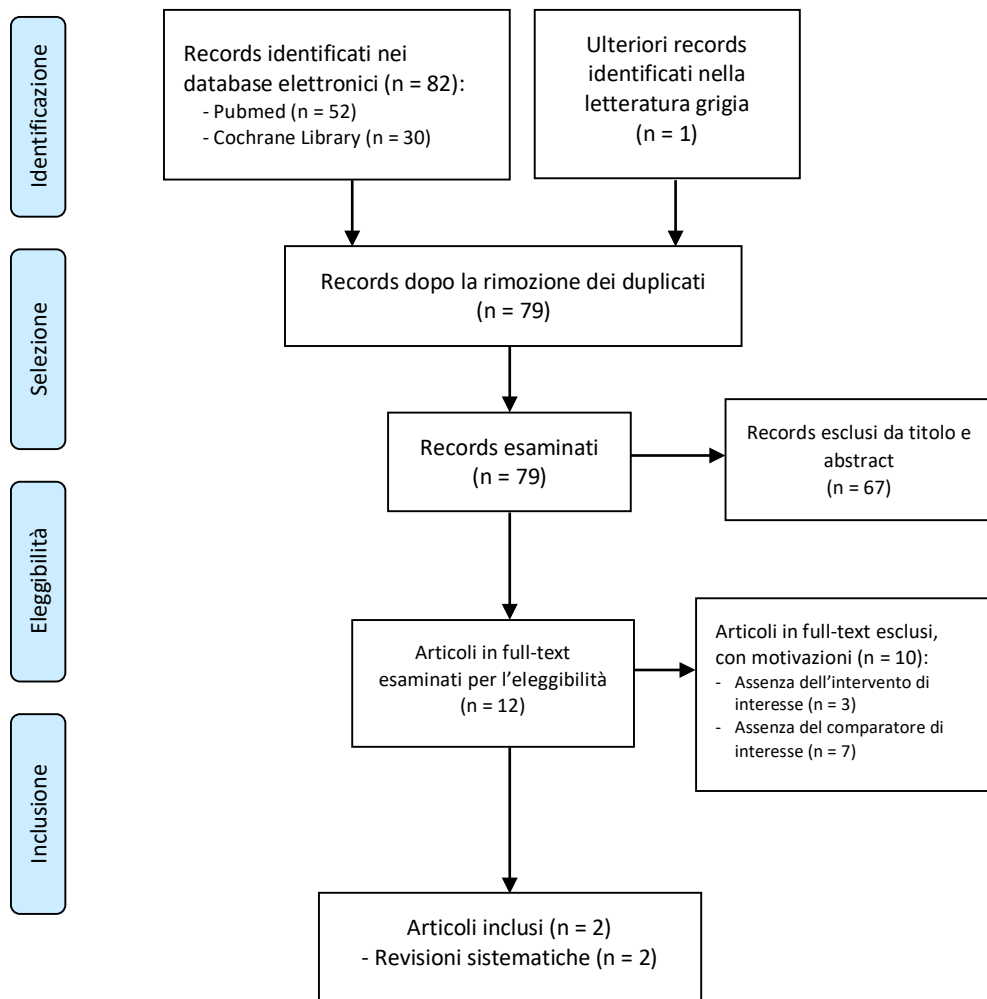 Identificazione
Records identificati nei
database elettronici (n = 82):
- Pubmed (n = 52)
- Cochrane Library (n = 30)
Ulteriori records
identificati nella
letteratura grigia
(n = 1)
Selezione
Records dopo la rimozione dei duplicati
(n = 79)
Records esaminati
(n = 79)
Records esclusi da titolo e
abstract
(n = 67)
Eleggibilità
Articoli in full-text
esaminati per l’eleggibilità
(n = 12)
Articoli in full-text esclusi,
con motivazioni (n = 10):
- Assenza dell’intervento di
interesse (n = 3)
- Assenza del comparatore di
interesse (n = 7)
Inclusione
Articoli inclusi (n = 2)
- Revisioni sistematiche (n = 2)